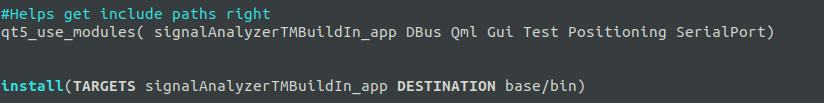 #Helps get include paths right
qt5_use_modules( signalAnalyzerTMBuildIn_app DBus Qml Gui Test Positioning SerialPort)
install(TARGETS signalAnalyzerTMBuildIn_app DESTINATION base/bin)